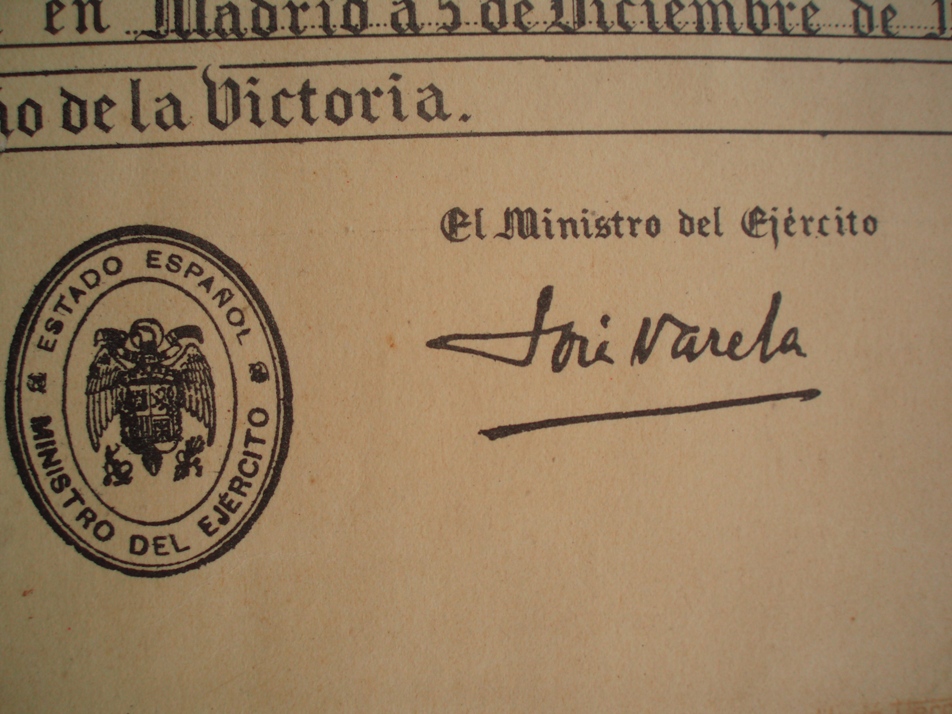 en Madrid a 5 de Diciembre de
de la Victoria.
El Ministro del Ejército
José Varela
ESTADO ESPAÑOL
MINISTRO DEL EJÉRCITO